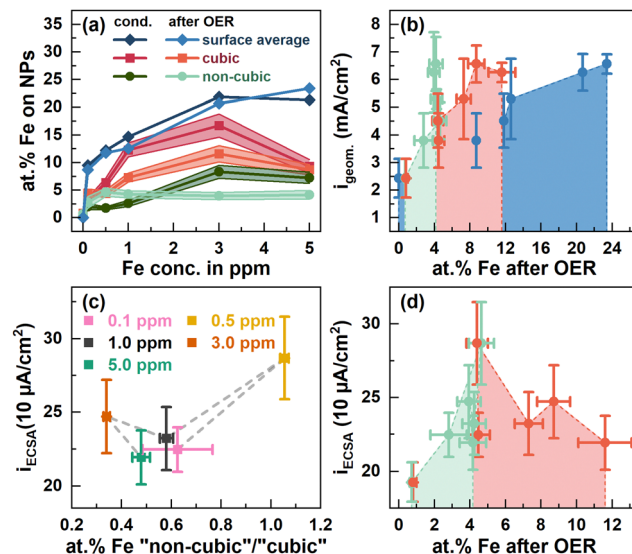 (a)
cond. after OER
surface average
cubic
non-cubic
at.% Fe on NPs
35
30
25
20
15
10
5
0
0 1 2 3 4 5
Fe conc. in ppm
(b)
i geom. (mA/cm²)
8
7
6
5
4
3
2
1
0 4 8 12 16 20 24
at.% Fe after OER
(c)
0.1 ppm 0.5 ppm
1.0 ppm 3.0 ppm
5.0 ppm
iECSA(10 µA/cm²)
30
25
20
0.2 0.4 0.6 0.8 1.0 1.2
at.% Fe "non-cubic"/"cubic"
(d)
iECSA (10 µA/cm²)
30
25
20
0 2 4 6 8 10 12 14
at.% Fe after OER